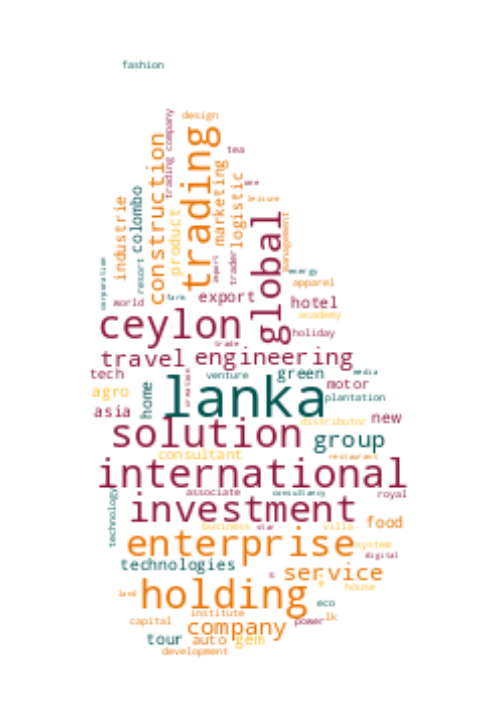 fashion
design
trading company
trading
construction
tea
marketing
logistic
one
leisure
industrie
colombo
product
global
management
trader
import
resort
corporation
energy
farm
export
apparel
world
hotel
academy
ceylon
holiday
trade
travel
engineering
tech
venture
green
media
creation
lanka
motor
agro
home
plantation
asia
new
distributor
solution
group
consultant
restaurant
international
associate
consultancy
royal
technology
investment
business
star
villa
food
enterprise
system
digital
technologies
service
s
house
land
holding
eco
institute
lk
capital
power
company
tour
auto
gem
development